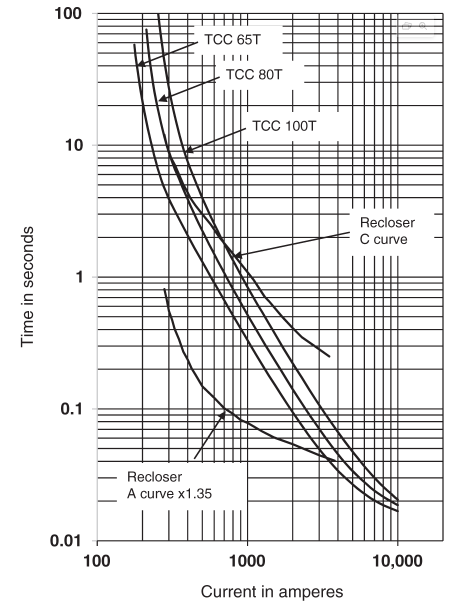 100
TCC 65T
TCC 80T
10
TCC 100T
Recloser
C curve
Time in seconds
1
0.1
Recloser
A curve x1.35
0.01
100
1000
10,000
Current in amperes